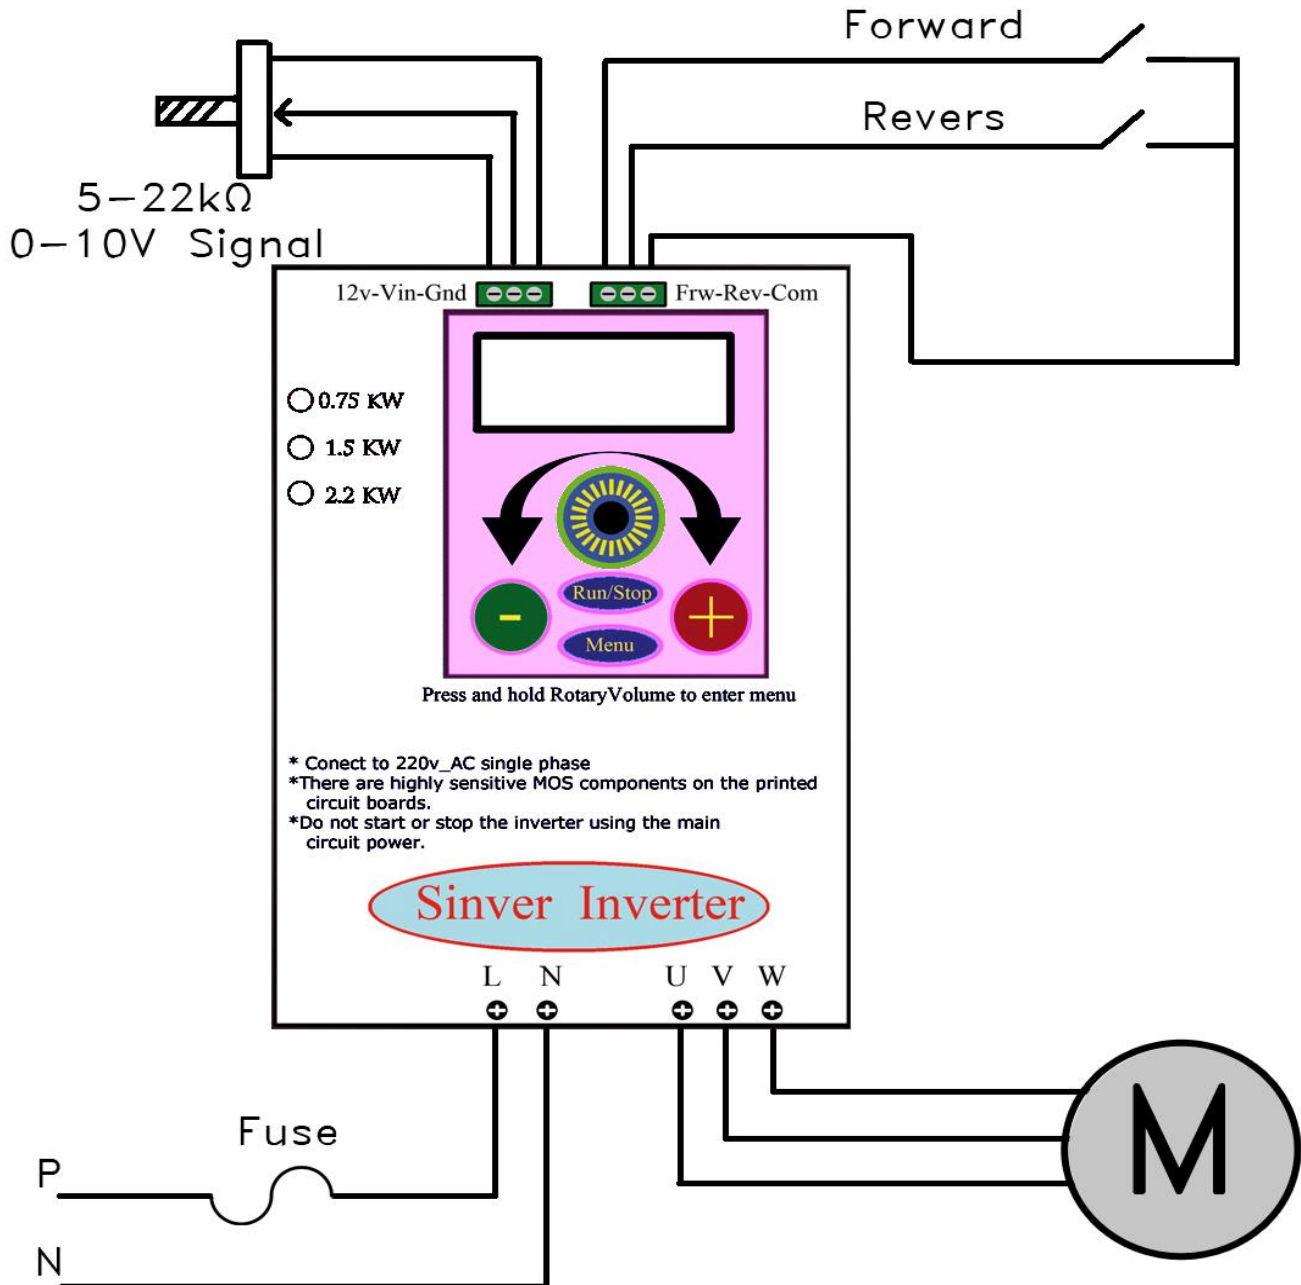 Forward
Revers
5-22kΩ
0-10V Signal
12v-Vin-Gnd
Frw-Rev-Com
0.75 KW
1.5 KW
2.2 KW
Run/Stop
-
+
Menu
Press and hold RotaryVolume to enter menu
* Conect to 220v_AC single phase
*There are highly sensitive MOS components on the printed
circuit boards.
*Do not start or stop the inverter using the main
circuit power.
Sinver Inverter
L N U V W
Fuse
P
N
M